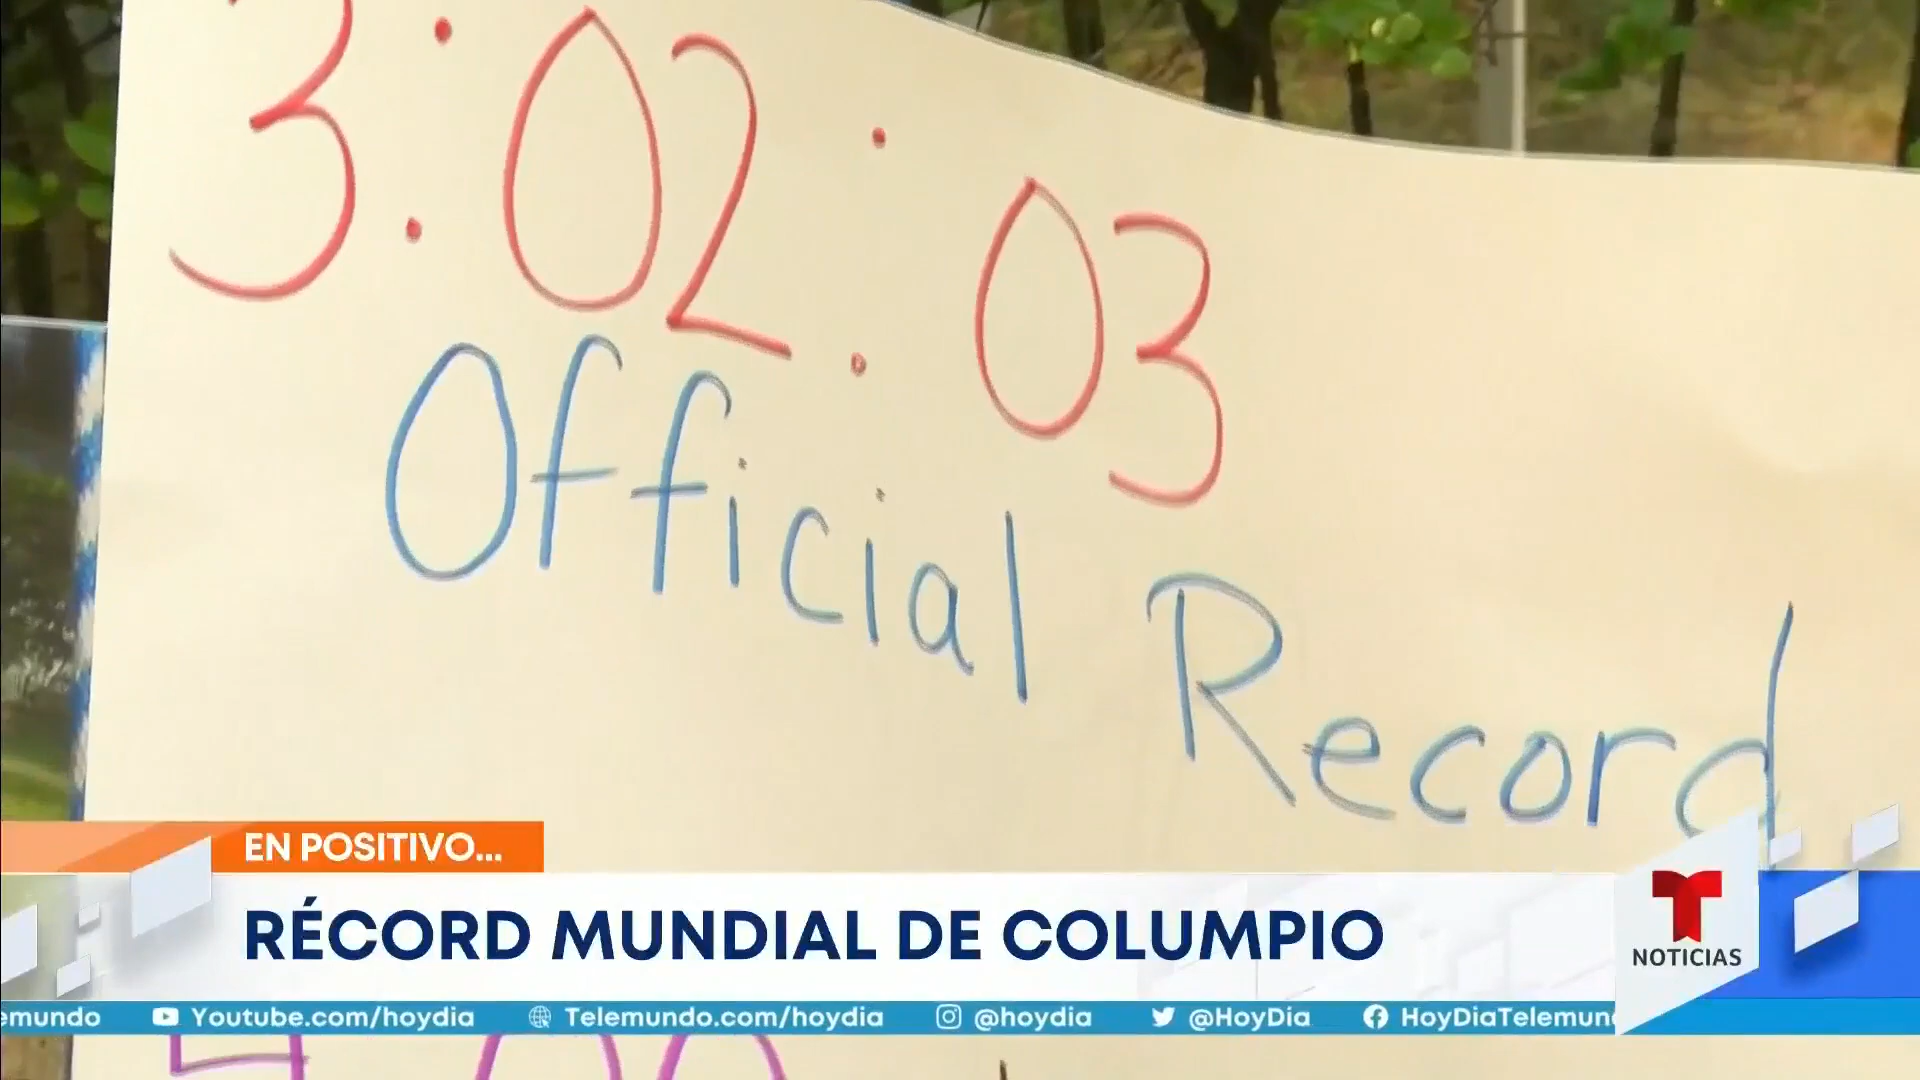 3:02:03
Official Record
EN POSITIVO...
RÉCORD MUNDIAL DE COLUMPIO
NOTICIAS
emundo Youtube.com/hoydia Telemundo.com/hoydia @hoydia @HoyDia HoyDiaTelemun